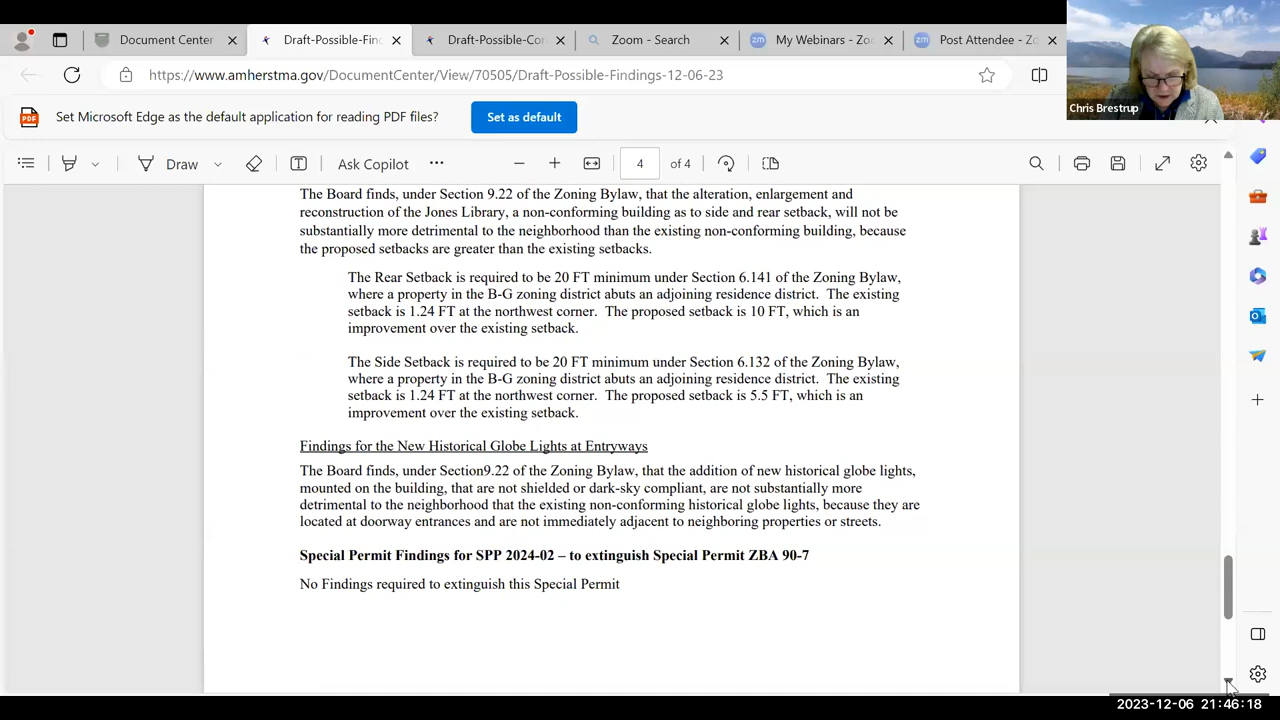 Document Center
Draft-Possible-Fin
Draft-Possible-Co
Zoom - Search
My Webinars - Zo
Post Attendee - Z
https://www.amherstma.gov/DocumentCenter/View/70505/Draft-Possible-Findings-12-06-23
Chris Brestrup
PDF
Set Microsoft Edge as the default application for reading PDF files?
Set as default
Draw
Ask Copilot
4
of 4
The Board finds, under Section 9.22 of the Zoning Bylaw, that the alteration, enlargement and
reconstruction of the Jones Library, a non-conforming building as to side and rear setback, will not be
substantially more detrimental to the neighborhood than the existing non-conforming building, because
the proposed setbacks are greater than the existing setbacks.
The Rear Setback is required to be 20 FT minimum under Section 6.141 of the Zoning Bylaw,
where a property in the B-G zoning district abuts an adjoining residence district. The existing
setback is 1.24 FT at the northwest corner. The proposed setback is 10 FT, which is an
improvement over the existing setback.
The Side Setback is required to be 20 FT minimum under Section 6.132 of the Zoning Bylaw,
where a property in the B-G zoning district abuts an adjoining residence district. The existing
setback is 1.24 FT at the northwest corner. The proposed setback is 5.5 FT, which is an
improvement over the existing setback.
Findings for the New Historical Globe Lights at Entryways
The Board finds, under Section9.22 of the Zoning Bylaw, that the addition of new historical globe lights,
mounted on the building, that are not shielded or dark-sky compliant, are not substantially more
detrimental to the neighborhood that the existing non-conforming historical globe lights, because they are
located at doorway entrances and are not immediately adjacent to neighboring properties or streets.
Special Permit Findings for SPP 2024-02 – to extinguish Special Permit ZBA 90-7
No Findings required to extinguish this Special Permit
2023-12-06 21:46:18